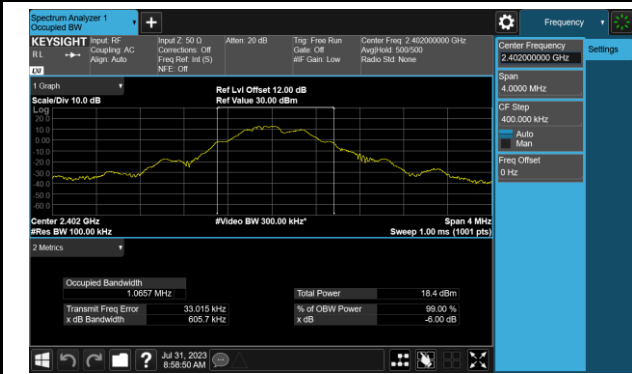 Spectrum Analyzer 1
Occupied BW
Frequency
KEYSIGHT
RL
Input: RF
Coupling: AC
Align: Auto
Input Z: 50 Ω
Corrections: Off
Freq Ref: Int (S)
NFE: Off
Atten: 20 dB
Trig: Free Run
Gate: Off
#IF Gain: Low
Center Freq: 2.402000000 GHz
Avg|Hold: 500/500
Radio Std: None
Center Frequency
2.402000000 GHz
Settings
Span
4.0000 MHz
CF Step
400.000 kHz
Auto
Man
Freq Offset
0 Hz
LXI
1 Graph
Scale/Div 10.0 dB
Ref Lvl Offset 12.00 dB
Ref Value 30.00 dBm
Log
20.0
10.0
0.00
-10.0
-20.0
-30.0
-40.0
-50.0
-60.0
Center 2.402 GHz
#Video BW 300.00 kHz*
Span 4 MHz
#Res BW 100.00 kHz
Sweep 1.00 ms (1001 pts)
2 Metrics
Occupied Bandwidth
1.0657 MHz
Total Power 18.4 dBm
Transmit Freq Error 33.015 kHz
% of OBW Power 99.00 %
x dB Bandwidth 605.7 kHz
x dB -6.00 dB
?
Jul 31, 2023
8:58:50 AM